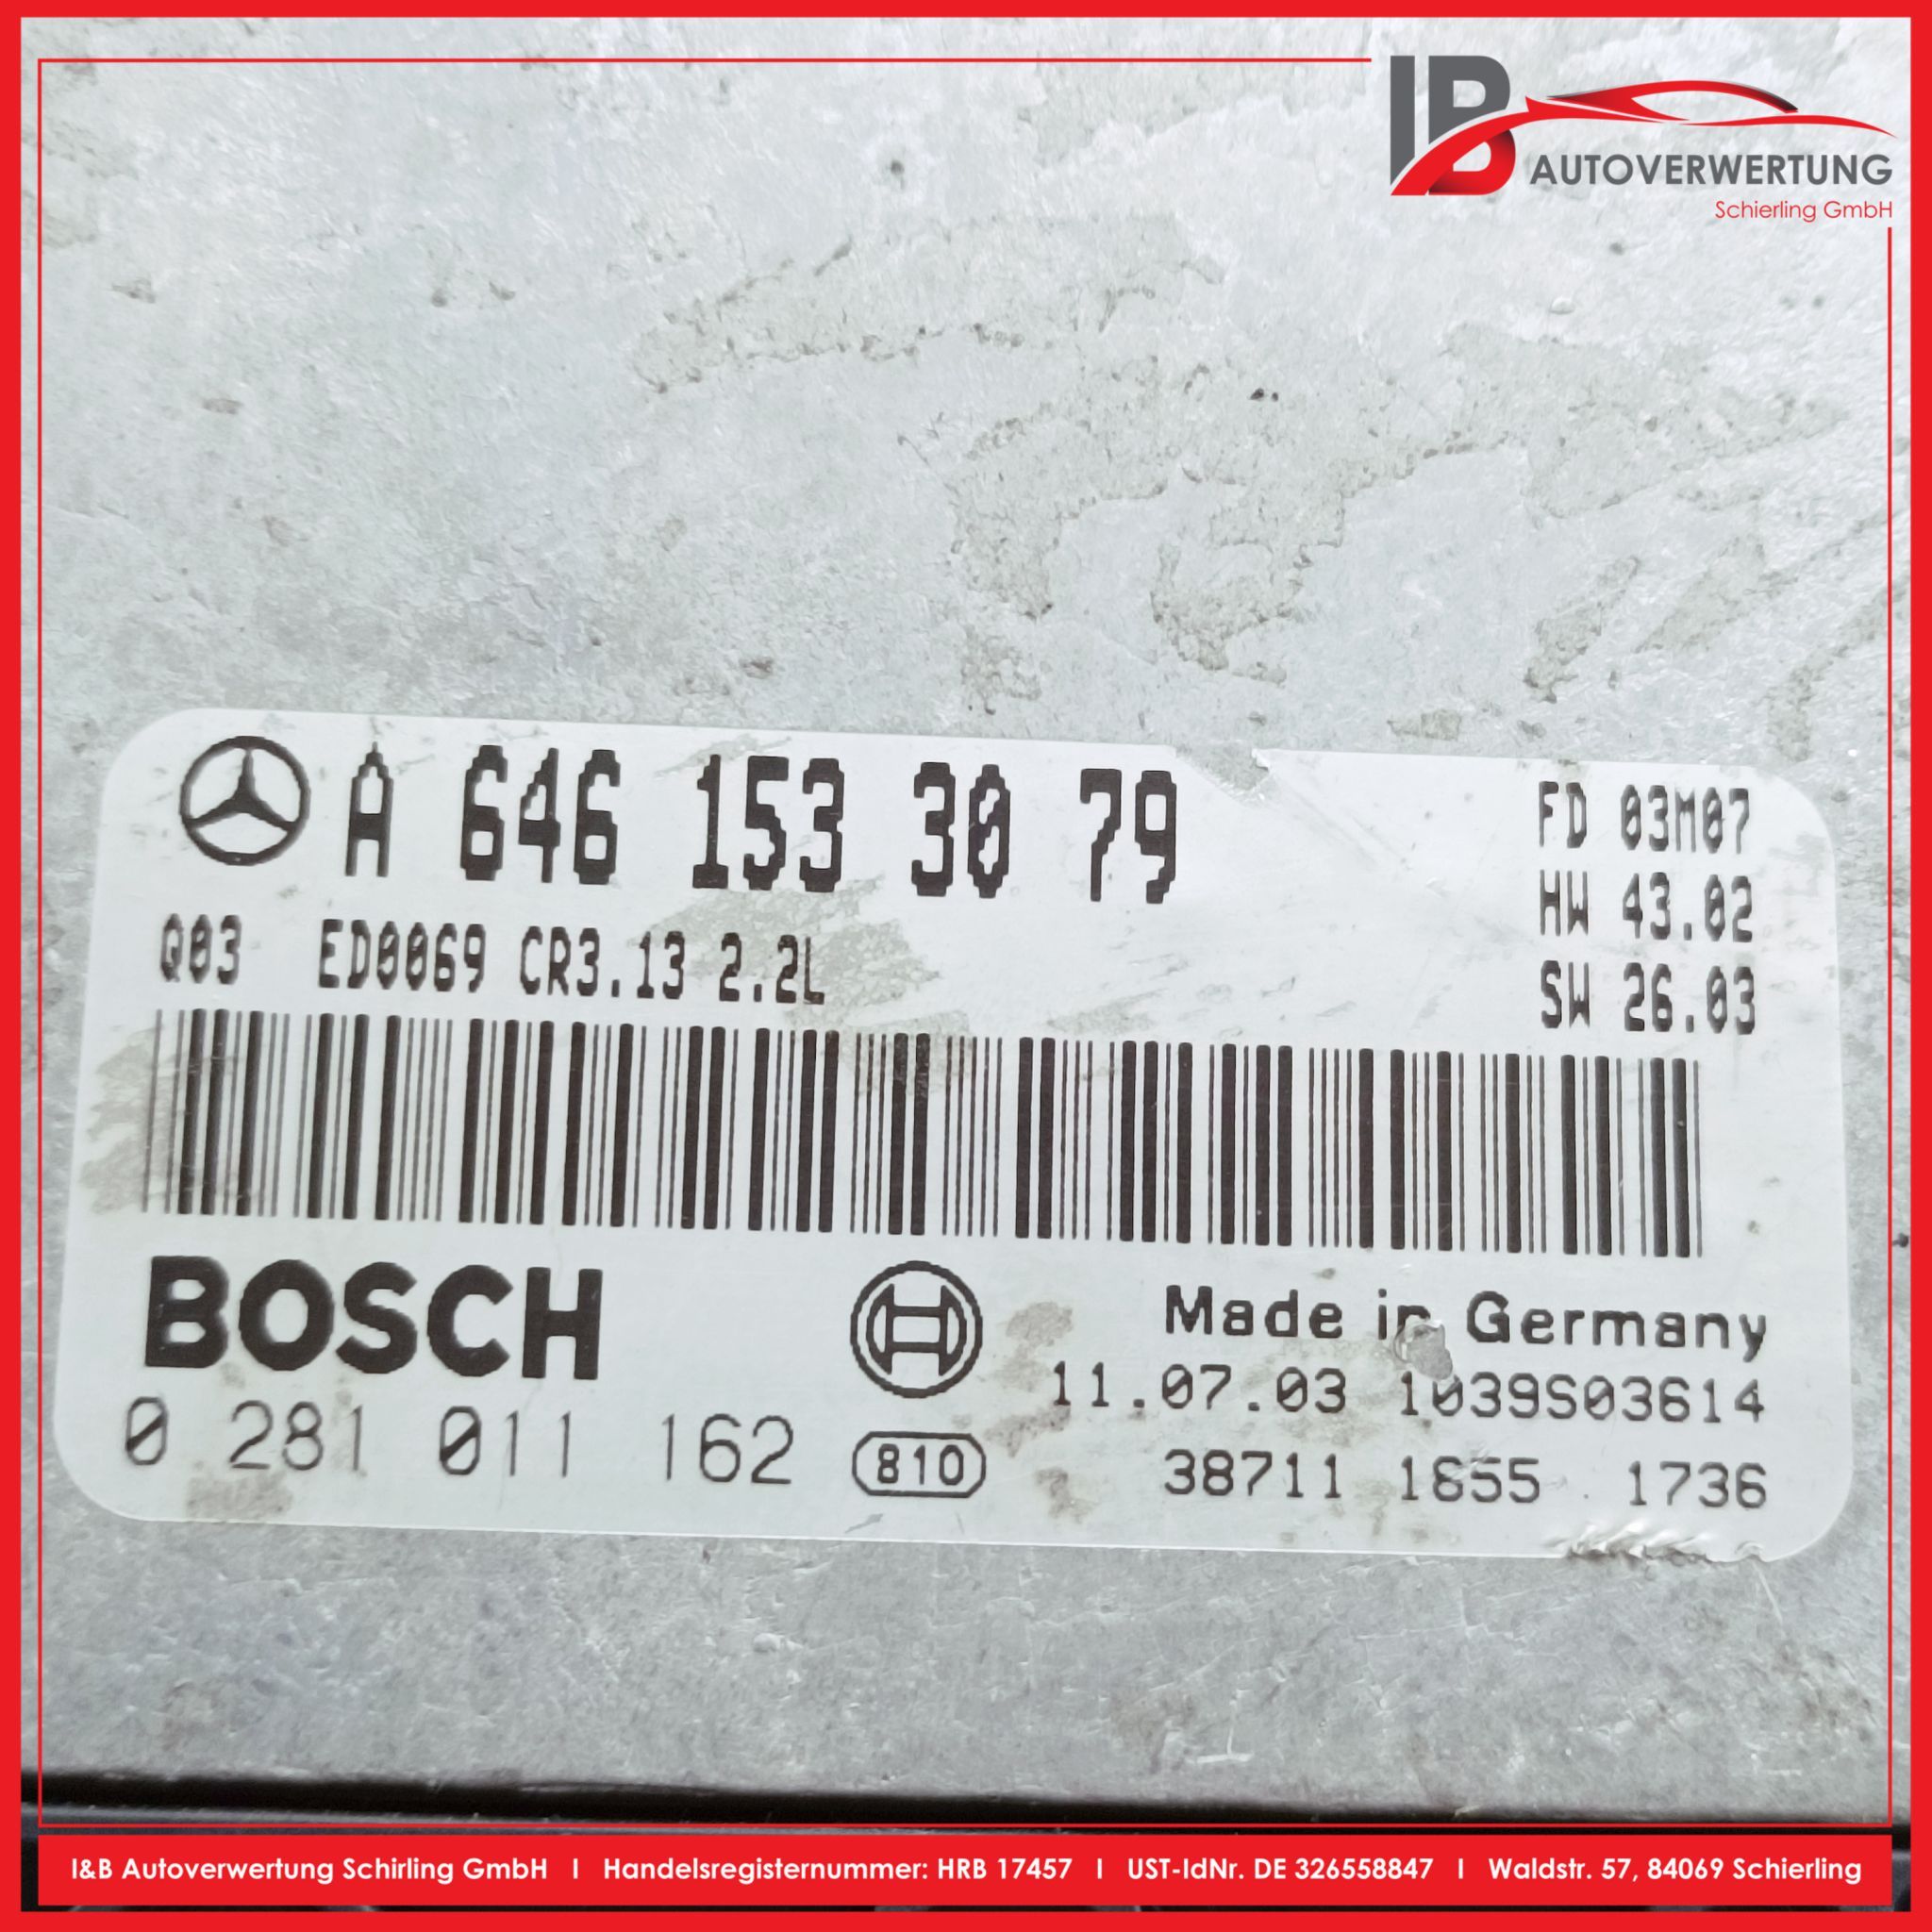 IB AUTOVERWERTUNG
Schierling GmbH
A 646 153 30 79
FD 03M07
HW 43.02
Q03 ED0069 CR3.13 2.2L
SW 26.03
BOSCH
Made in Germany
11.07.03 1039S03614
0 281 011 162
810
38711 1655 1736
I&B Autoverwertung Schirling GmbH I Handelsregisternummer: HRB 17457 I UST-IdNr. DE 326558847 I Waldstr. 57, 84069 Schierling